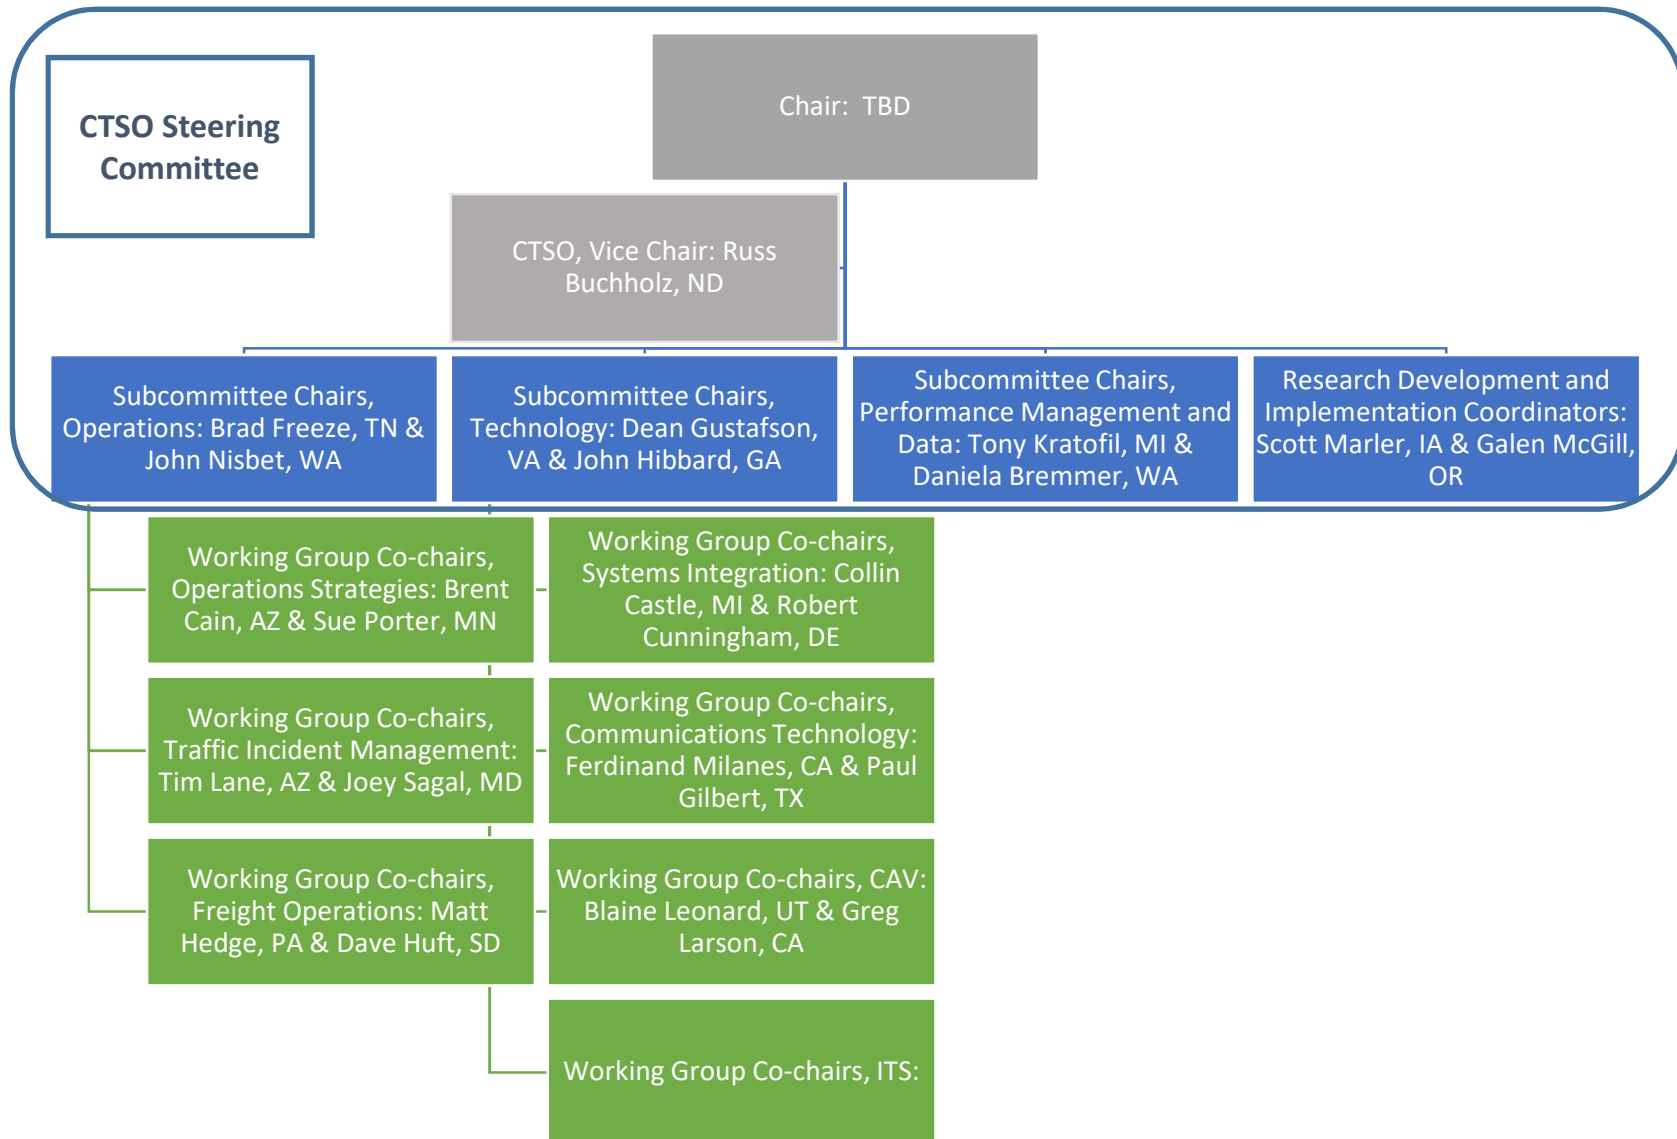 CTSO Steering
Committee
Chair:  TBD
CTSO, Vice Chair: Russ
Buchholz, ND
Subcommittee Chairs,
Operations: Brad Freeze, TN &
John Nisbet, WA
Subcommittee Chairs,
Technology: Dean Gustafson,
VA & John Hibbard, GA
Subcommittee Chairs,
Performance Management and
Data: Tony Kratofil, MI &
Daniela Bremmer, WA
Research Development and
Implementation Coordinators:
Scott Marler, IA & Galen McGill,
OR
Working Group Co-chairs,
Operations Strategies: Brent
Cain, AZ & Sue Porter, MN
Working Group Co-chairs,
Systems Integration: Collin
Castle, MI & Robert
Cunningham, DE
Working Group Co-chairs,
Traffic Incident Management:
Tim Lane, AZ & Joey Sagal, MD
Working Group Co-chairs,
Communications Technology:
Ferdinand Milanes, CA & Paul
Gilbert, TX
Working Group Co-chairs,
Freight Operations: Matt
Hedge, PA & Dave Huft, SD
Working Group Co-chairs, CAV:
Blaine Leonard, UT & Greg
Larson, CA
Working Group Co-chairs, ITS: